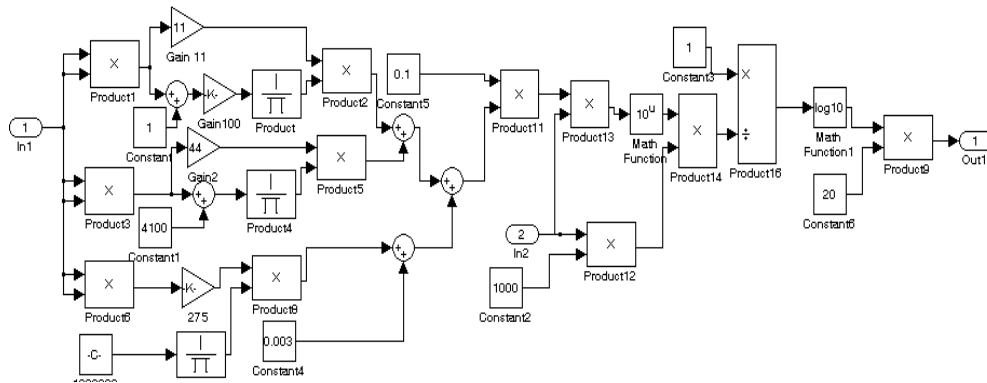 1
In1
×
Product1
11
Gain 11
1
Constant
+
+
-K-
Gain100
1
∏
Product
×
Product2
0.1
Constant5
44
Gain2
×
Product3
4100
Constant1
+
+
1
∏
Product4
×
Product5
+
+
+
+
×
Product6
-K-
275
×
Product8
-C-
1
∏
0.003
Constant4
+
+
×
Product11
×
Product13
10ᵘ
Math
Function
×
Product14
2
In2
1000
Constant2
×
Product12
1
Constant3
×
÷
Product16
log10
Math
Function1
20
Constant6
×
Product9
1
Out1